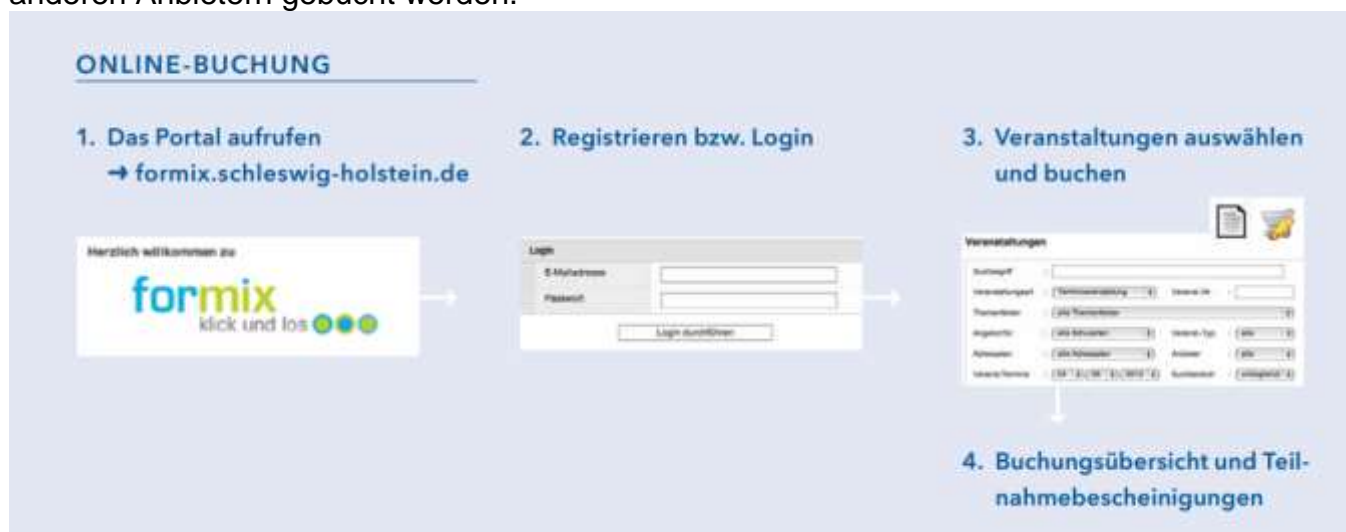 anderen Anbietern gebucht werden.
ONLINE-BUCHUNG
1. Das Portal aufrufen
→ formix.schleswig-holstein.de
2. Registrieren bzw. Login
3. Veranstaltungen auswählen
und buchen
Herzlich willkommen zu
formix
klick und los
Login
E-Mailadresse
Passwort
Login durchführen
Veranstaltungen
Suchbegriff
4. Buchungsübersicht und Teil-
nahmebescheinigungen